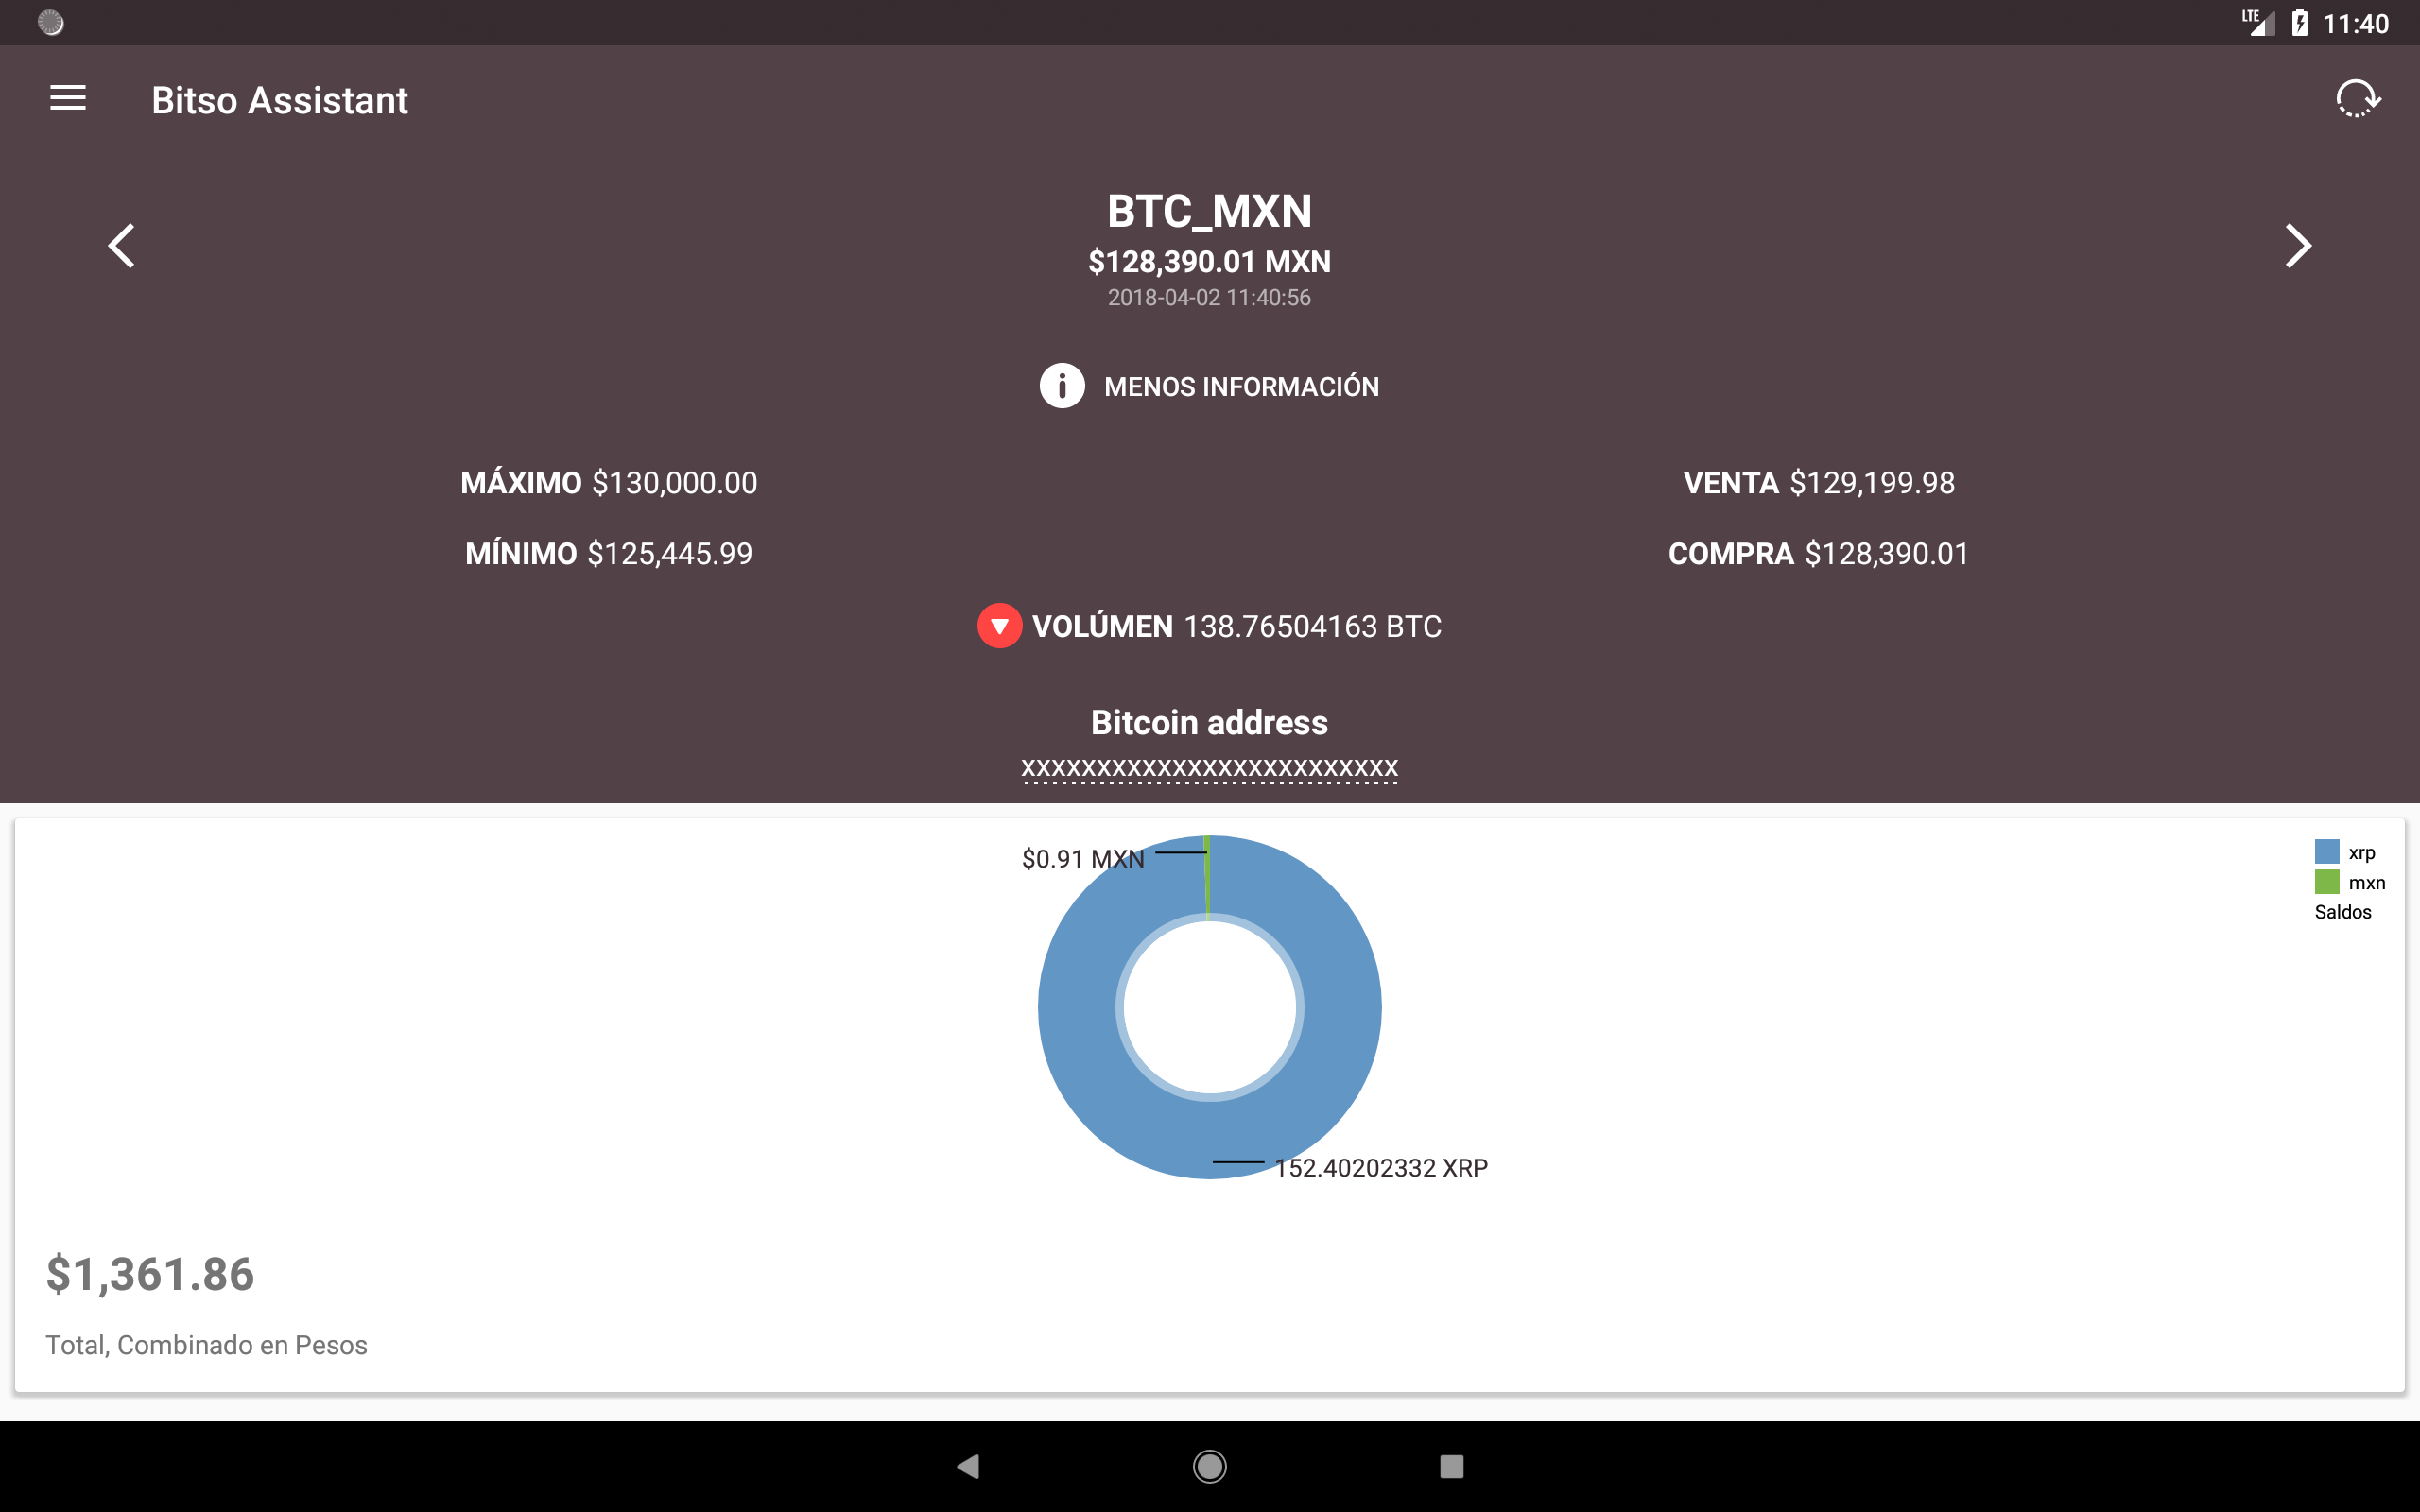 LTE 11:40
Bitso Assistant
BTC_MXN
$128,390.01 MXN
2018-04-02 11:40:56
MENOS INFORMACIÓN
MÁXIMO $130,000.00
VENTA $129,199.98
MÍNIMO $125,445.99
COMPRA $128,390.01
VOLÚMEN 138.76504163 BTC
Bitcoin address
XXXXXXXXXXXXXXXXXXXXXXXXX
$0.91 MXN
xrp
mxn
Saldos
152.40202332 XRP
$1,361.86
Total, Combinado en Pesos